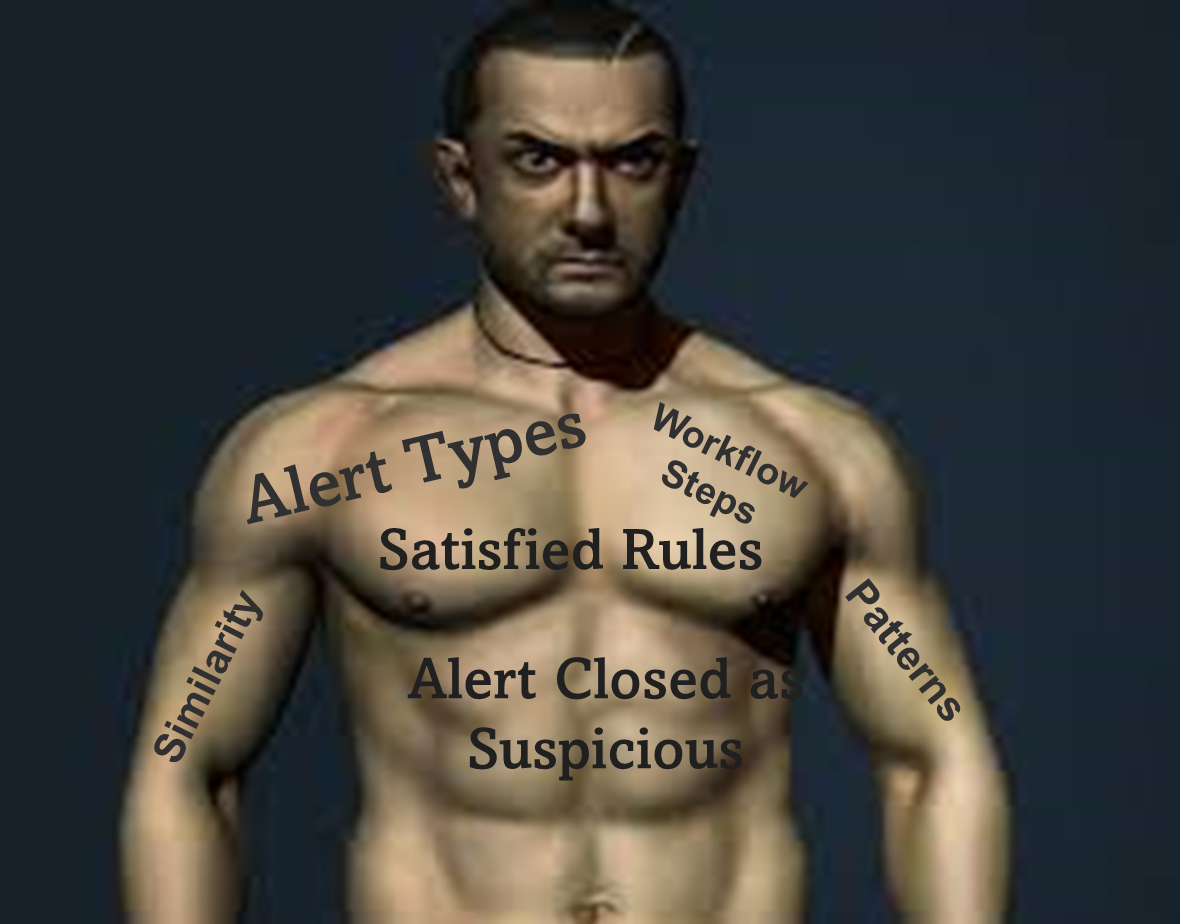 Alert Types
Workflow
Steps
Satisfied Rules
Similarity
Patterns
Alert Closed as
Suspicious